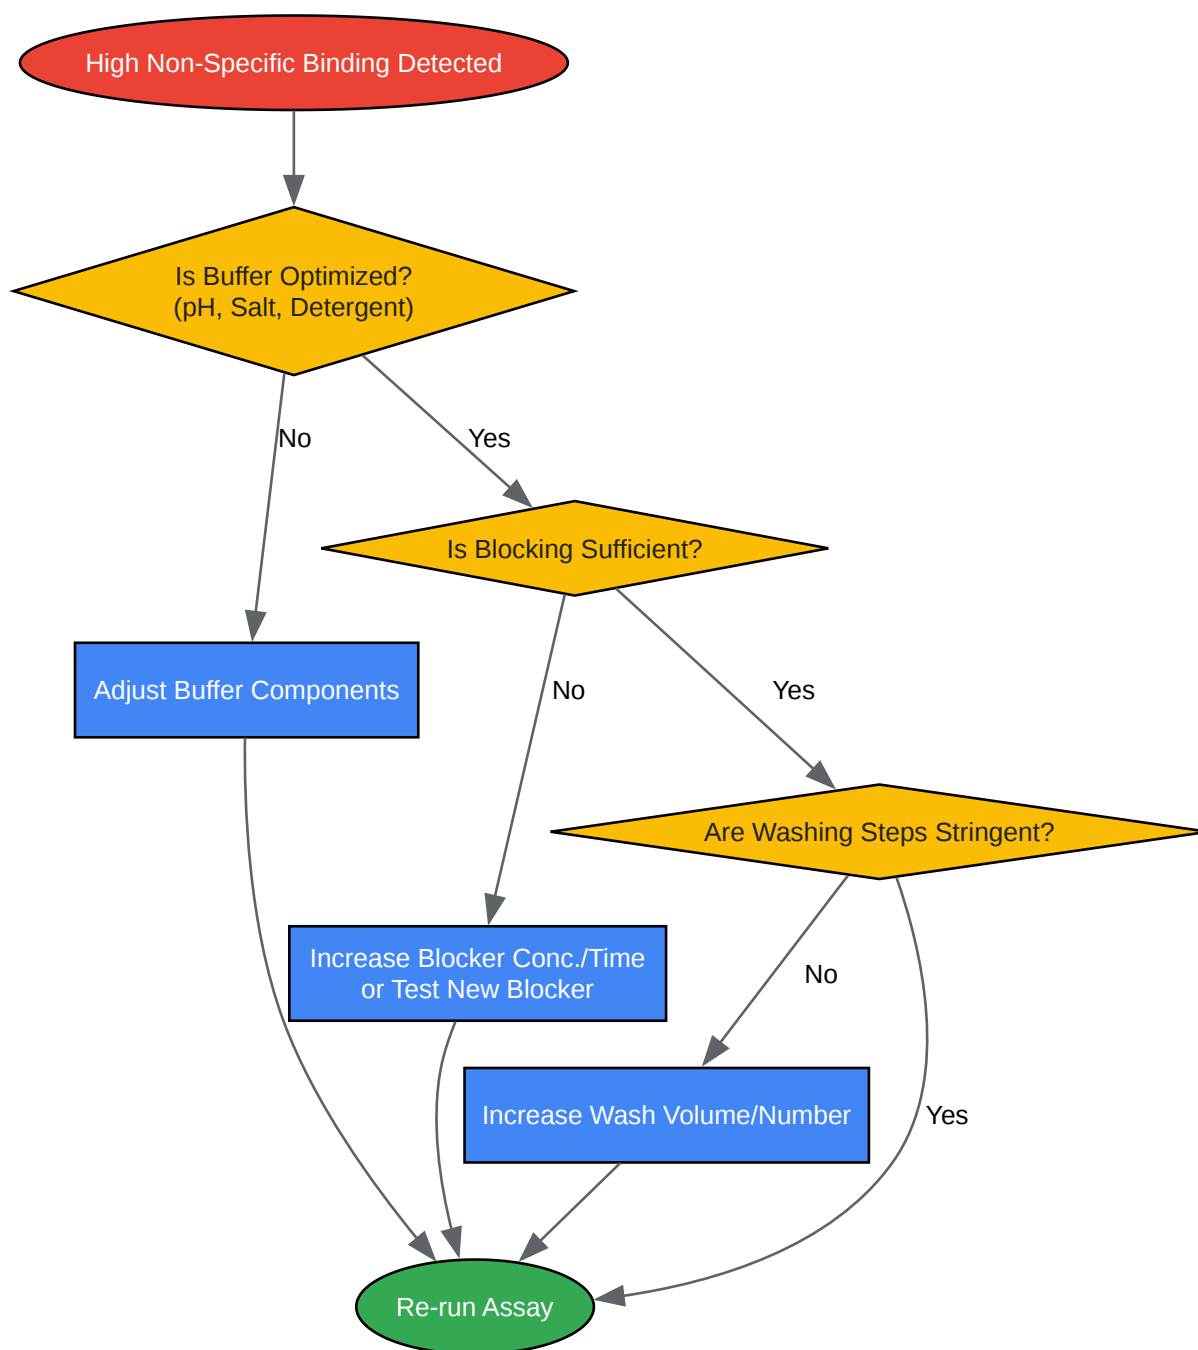 High Non-Specific Binding Detected
Is Buffer Optimized?
(pH, Salt, Detergent)
No
Yes
Is Blocking Sufficient?
Adjust Buffer Components
No
Yes
Are Washing Steps Stringent?
Increase Blocker Conc./Time
or Test New Blocker
No
Increase Wash Volume/Number
Yes
Re-run Assay